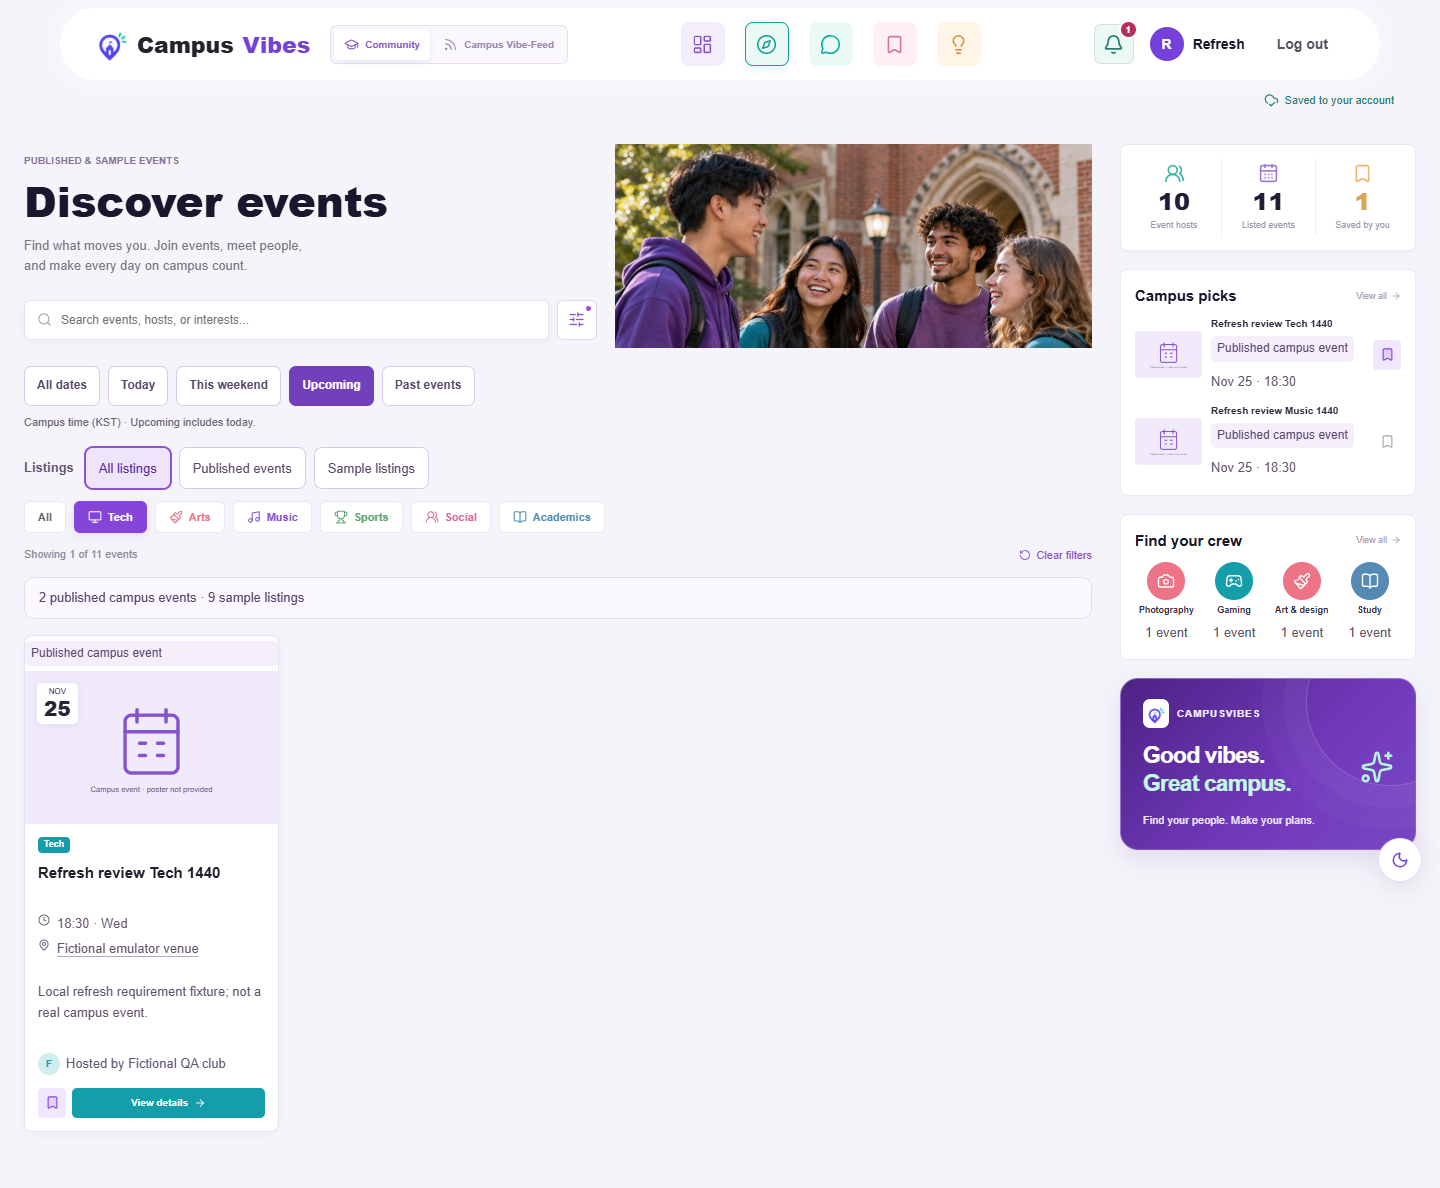 Campus Vibes
Community
Campus Vibe-Feed
1
R
Refresh
Log out
Saved to your account
PUBLISHED & SAMPLE EVENTS
Discover events
Find what moves you. Join events, meet people,
and make every day on campus count.
Search events, hosts, or interests...
All dates
Today
This weekend
Upcoming
Past events
Campus time (KST) · Upcoming includes today.
Listings
All listings
Published events
Sample listings
All
Tech
Arts
Music
Sports
Social
Academics
Showing 1 of 11 events
Clear filters
2 published campus events · 9 sample listings
Published campus event
NOV
25
Campus event · poster not provided
Tech
Refresh review Tech 1440
18:30 · Wed
Fictional emulator venue
Local refresh requirement fixture; not a
real campus event.
F
Hosted by Fictional QA club
View details
10
Event hosts
11
Listed events
1
Saved by you
Campus picks
View all
Refresh review Tech 1440
Published campus event
Nov 25 · 18:30
Refresh review Music 1440
Published campus event
Nov 25 · 18:30
Find your crew
View all
Photography
1 event
Gaming
1 event
Art & design
1 event
Study
1 event
CAMPUSVIBES
Good vibes.
Great campus.
Find your people. Make your plans.